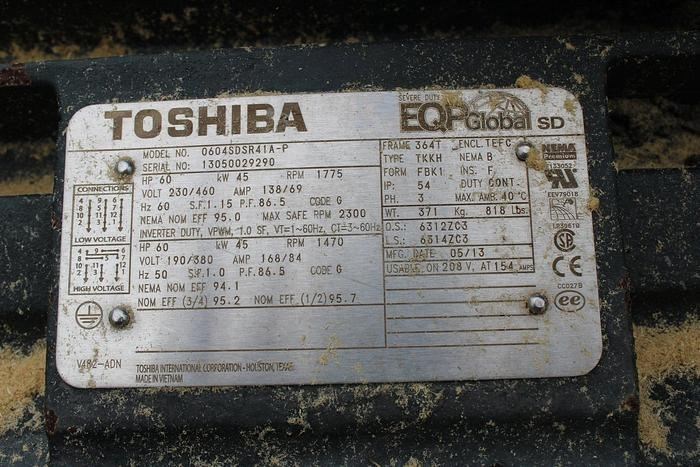 TOSHIBA
SEVERE DUTY
EQP Global SD
MODEL NO. 0604SDSR41A-P
SERIAL NO: 13050029290
HP 60 kW 45 RPM 1775
VOLT 230/460 AMP 138/69
Hz 60 S.F.1.15 P.F.86.5 CODE G
NEMA NOM EFF 95.0 MAX SAFE RPM 2300
INVERTER DUTY, VPWM, 1.0 SF, VT=1~60Hz, CT=3~60Hz
HP 60 kW 45 RPM 1470
VOLT 190/380 AMP 168/84
Hz 50 S.F.1.0 P.F.86.5 CODE G
NEMA NOM EFF 94.1
NOM EFF (3/4) 95.2 NOM EFF (1/2) 95.7
FRAME 364T ENCL. TEFC
TYPE TKKH NEMA B
FORM FBK1 INS. F
IP: 54 DUTY CONT.
PH. 3 MAX. AMB. 40°C
WT. 371 Kg. 818 Lbs.
O.S.: 6312ZC3
L.S.: 6314ZC3
MFG. DATE 05/13
USABLE ON 208 V, AT 154 AMPS
CONNECTIONS
LOW VOLTAGE
HIGH VOLTAGE
NEMA
Premium
EEV79018
CE
CC027B
ee
V482-ADN
TOSHIBA INTERNATIONAL CORPORATION - HOUSTON, TEXAS
MADE IN VIETNAM